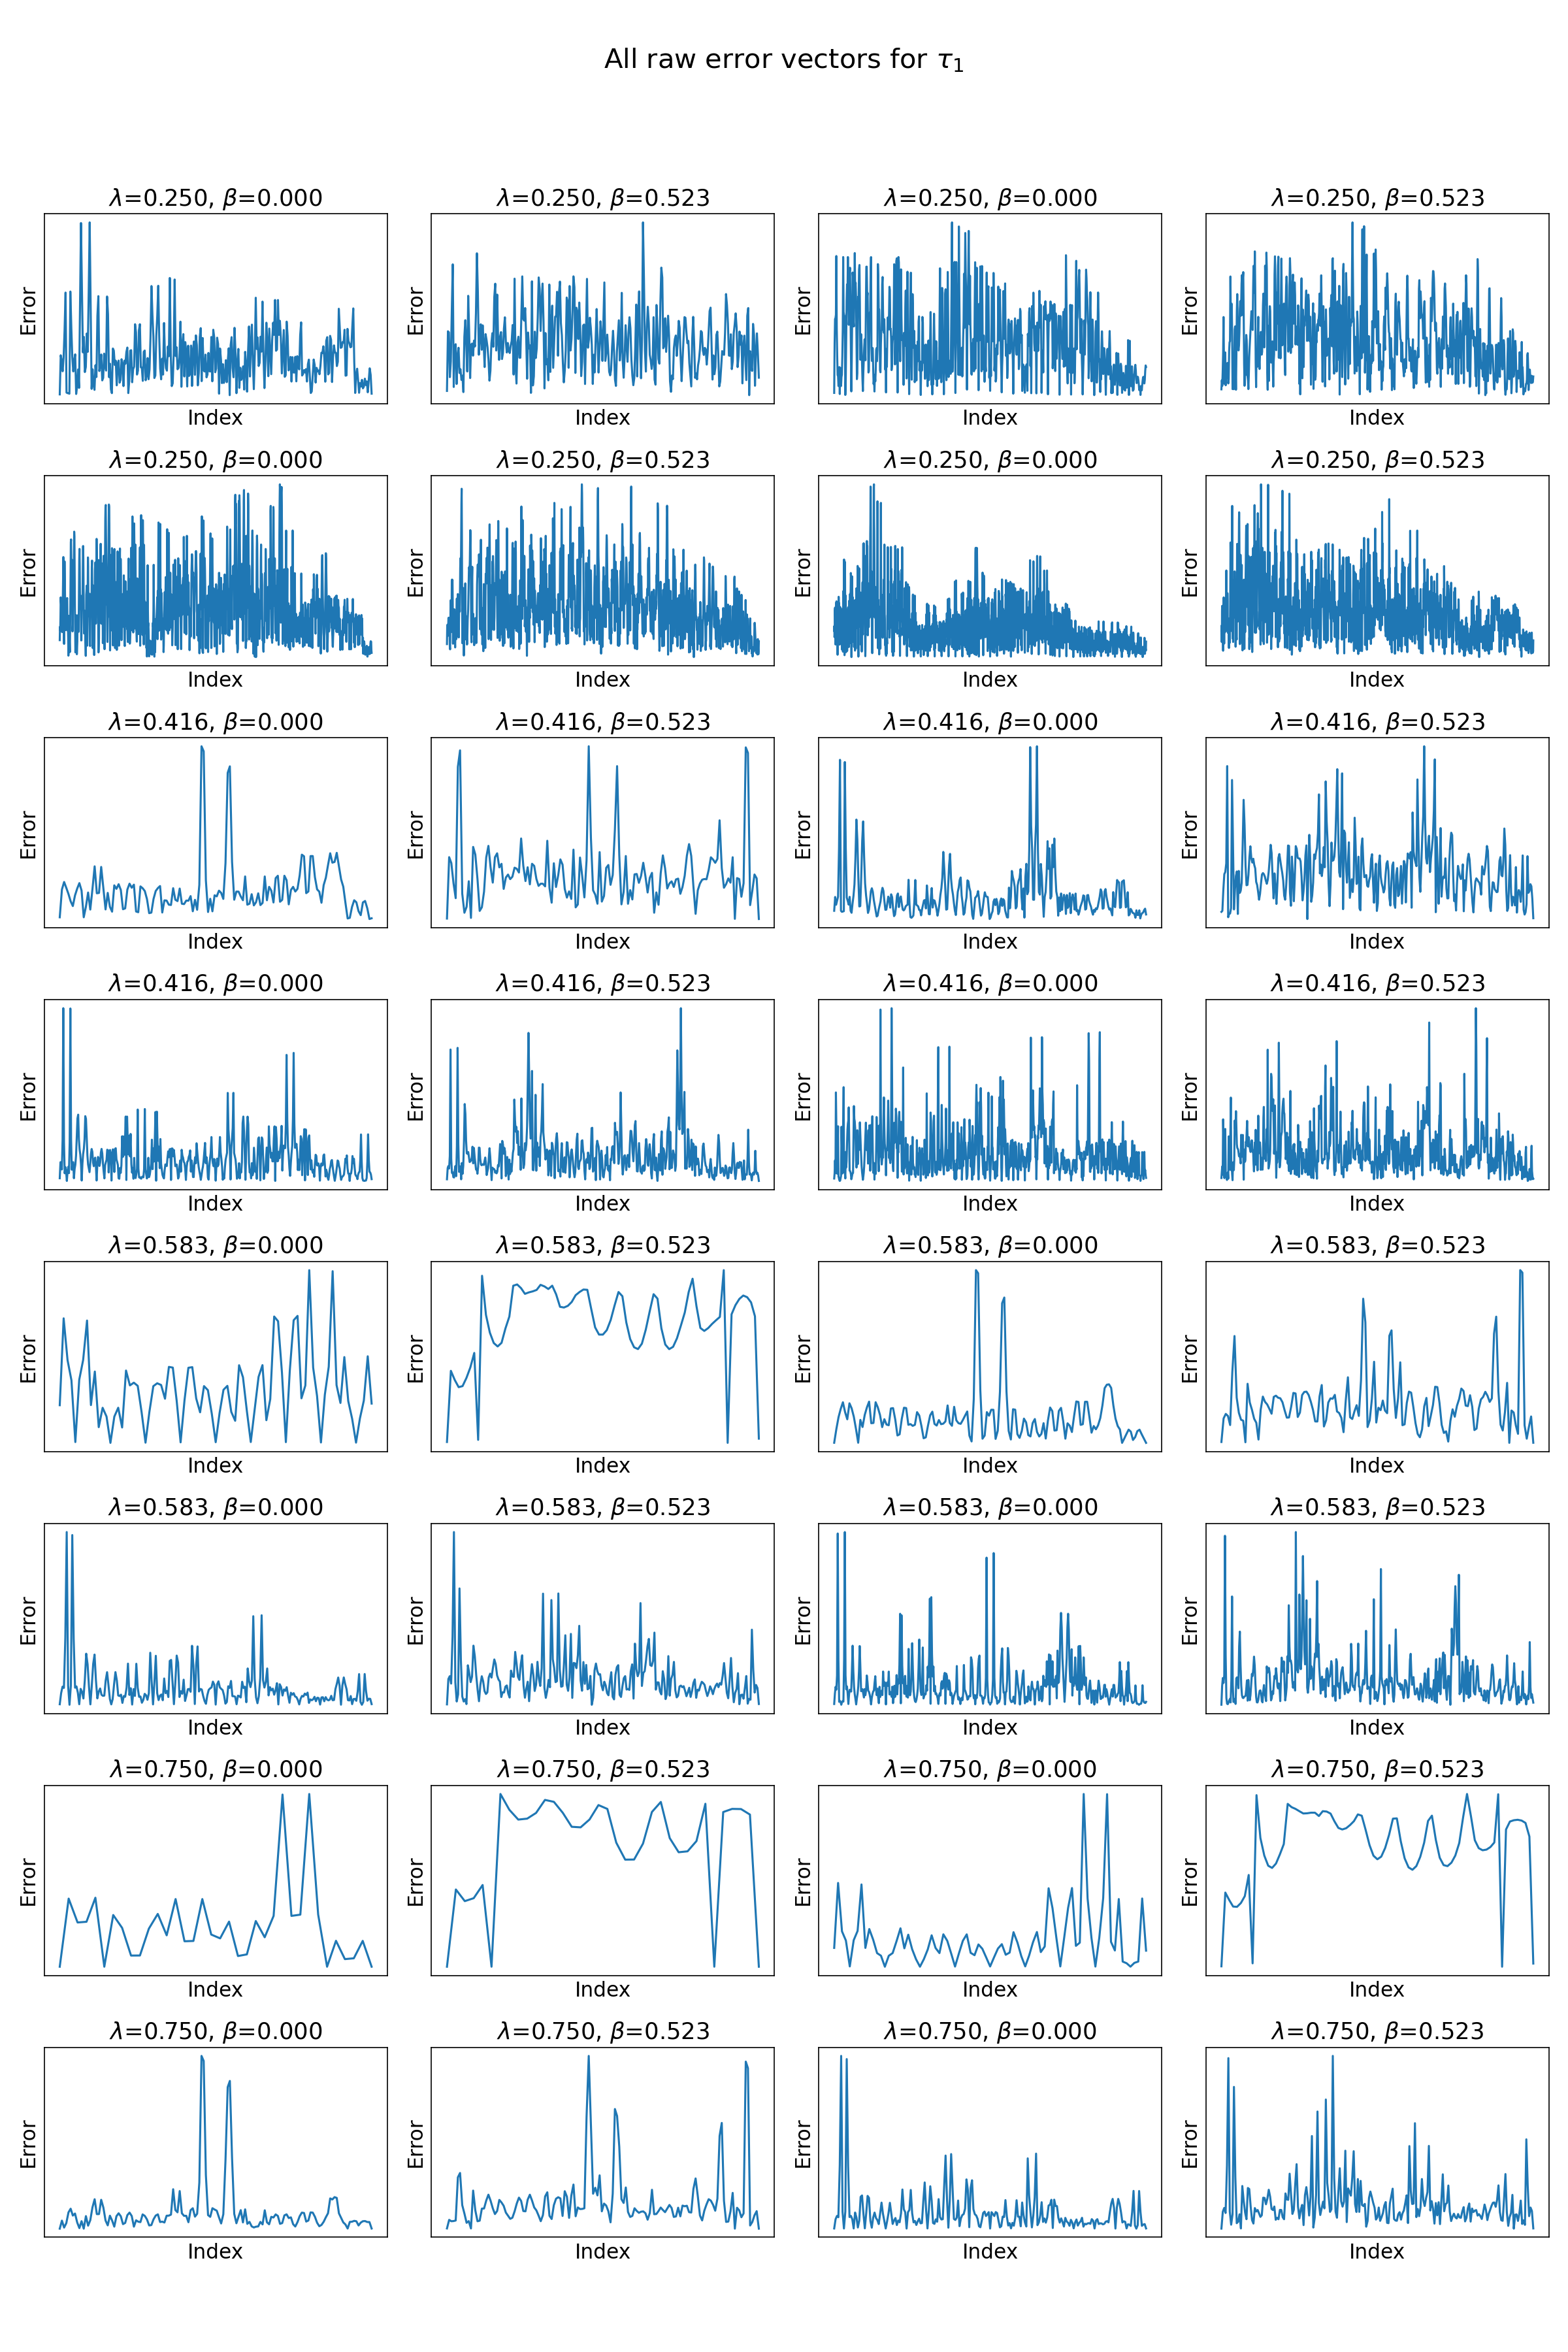 All raw error vectors for τ₁
λ=0.250, β=0.000 λ=0.250, β=0.523 λ=0.250, β=0.000 λ=0.250, β=0.523
Error Error Error Error
Index Index Index Index
λ=0.250, β=0.000 λ=0.250, β=0.523 λ=0.250, β=0.000 λ=0.250, β=0.523
Error Error Error Error
Index Index Index Index
λ=0.416, β=0.000 λ=0.416, β=0.523 λ=0.416, β=0.000 λ=0.416, β=0.523
Error Error Error Error
Index Index Index Index
λ=0.416, β=0.000 λ=0.416, β=0.523 λ=0.416, β=0.000 λ=0.416, β=0.523
Error Error Error Error
Index Index Index Index
λ=0.583, β=0.000 λ=0.583, β=0.523 λ=0.583, β=0.000 λ=0.583, β=0.523
Error Error Error Error
Index Index Index Index
λ=0.583, β=0.000 λ=0.583, β=0.523 λ=0.583, β=0.000 λ=0.583, β=0.523
Error Error Error Error
Index Index Index Index
λ=0.750, β=0.000 λ=0.750, β=0.523 λ=0.750, β=0.000 λ=0.750, β=0.523
Error Error Error Error
Index Index Index Index
λ=0.750, β=0.000 λ=0.750, β=0.523 λ=0.750, β=0.000 λ=0.750, β=0.523
Error Error Error Error
Index Index Index Index